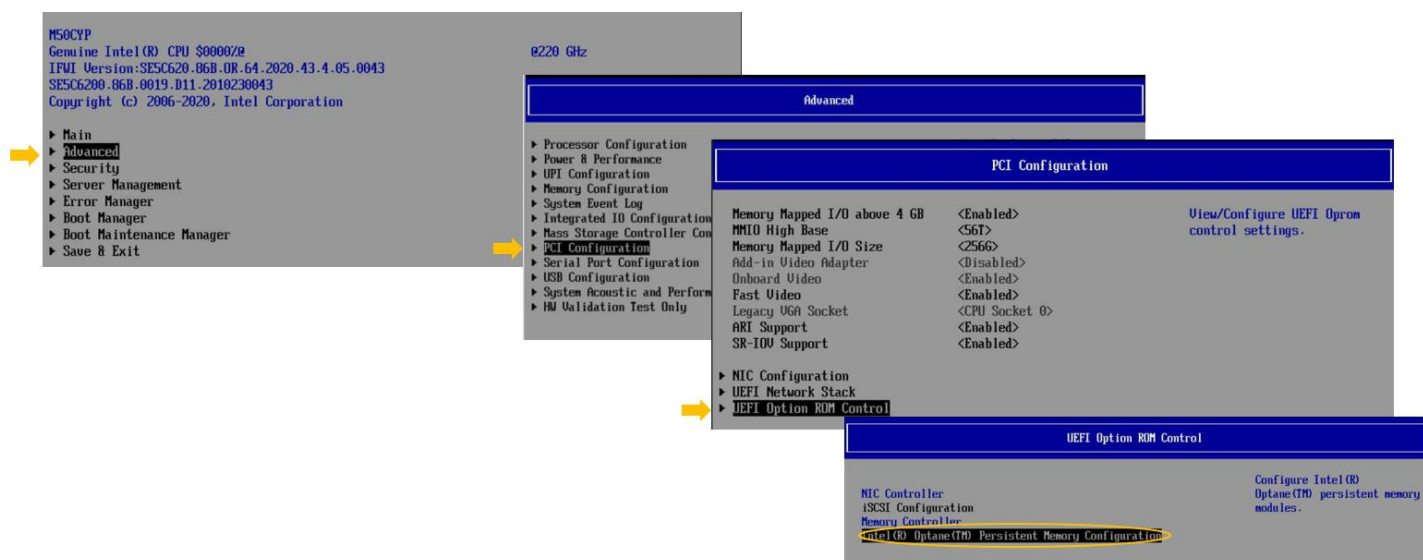 M50CYP
Genuine Intel(R) CPU $0000%@
@220 GHz
IFWI Version:SE5C620.86B.OR.64.2020.43.4.05.0043
SE5C6200.86B.0019.D11.2010230043
Copyright (c) 2006-2020, Intel Corporation
▶ Main
▶ Advanced
▶ Security
▶ Server Management
▶ Error Manager
▶ Boot Manager
▶ Boot Maintenance Manager
▶ Save & Exit
Advanced
▶ Processor Configuration
▶ Power & Performance
▶ UPI Configuration
▶ Memory Configuration
▶ System Event Log
▶ Integrated IO Configuration
▶ Mass Storage Controller Con
▶ PCI Configuration
▶ Serial Port Configuration
▶ USB Configuration
▶ System Acoustic and Perform
▶ HW Validation Test Only
PCI Configuration
Memory Mapped I/O above 4 GB <Enabled>
MMIO High Base <56T>
Memory Mapped I/O Size <256G>
Add-in Video Adapter <Disabled>
Onboard Video <Enabled>
Fast Video <Enabled>
Legacy VGA Socket <CPU Socket 0>
ARI Support <Enabled>
SR-IOV Support <Enabled>
▶ NIC Configuration
▶ UEFI Network Stack
▶ UEFI Option ROM Control
View/Configure UEFI Oprom
control settings.
UEFI Option ROM Control
NIC Controller
iSCSI Configuration
Memory Controller
Intel(R) Optane(TM) Persistent Memory Configuration
Configure Intel(R)
Optane(TM) persistent memory
modules.